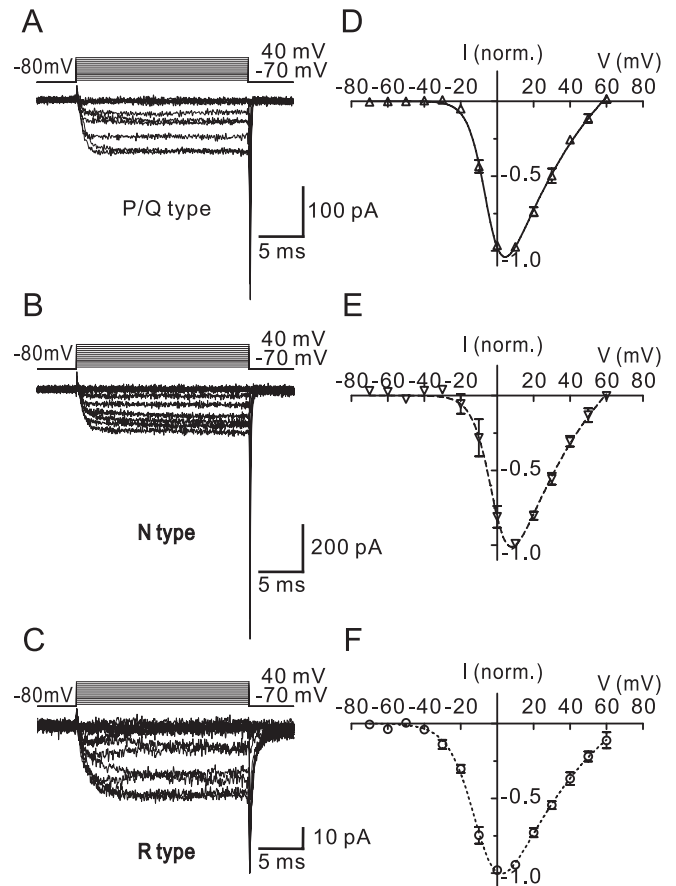 A
-80mV
40 mV
-70 mV
P/Q type
100 pA
5 ms
D
I (norm.)
V (mV)
-80-60 -40 -20
20 40 60 80
-0.5
-1.0
B
-80mV
40 mV
-70 mV
N type
200 pA
5 ms
E
I (norm.)
V (mV)
-80-60 -40 -20
20 40 60 80
-0.5
-1.0
C
-80mV
40 mV
-70 mV
R type
10 pA
5 ms
F
I (norm.)
V (mV)
-80-60 -40 -20
20 40 60 80
-0.5
-1.0